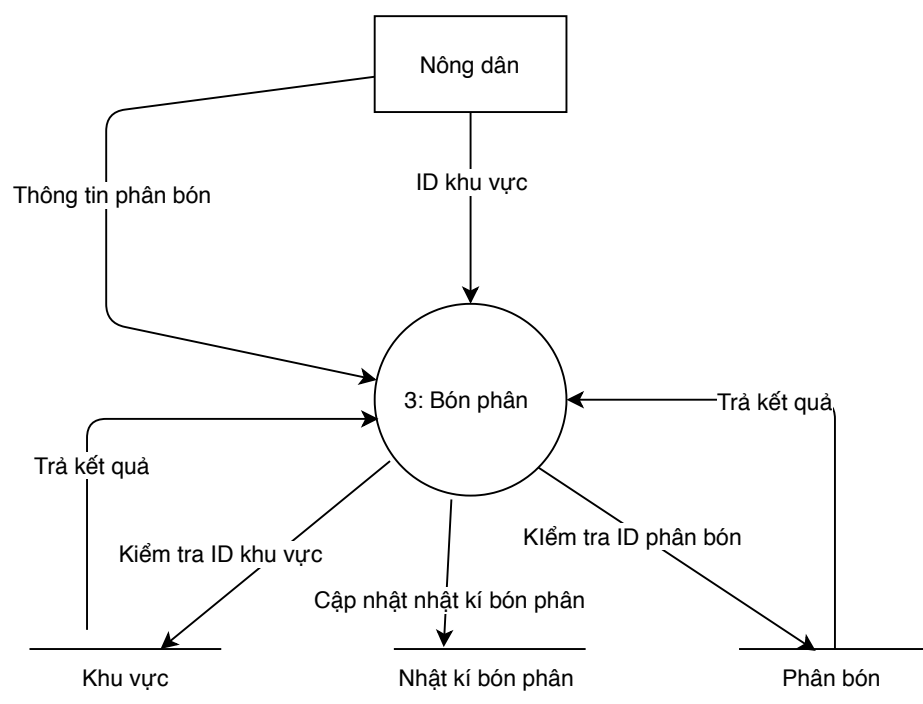 Nông dân
ID khu vực
Thông tin phân bón
3: Bón phân
Trả kết quả
Trả kết quả
KIểm tra ID phân bón
Kiểm tra ID khu vực
Cập nhật nhật kí bón phân
Khu vực
Nhật kí bón phân
Phân bón